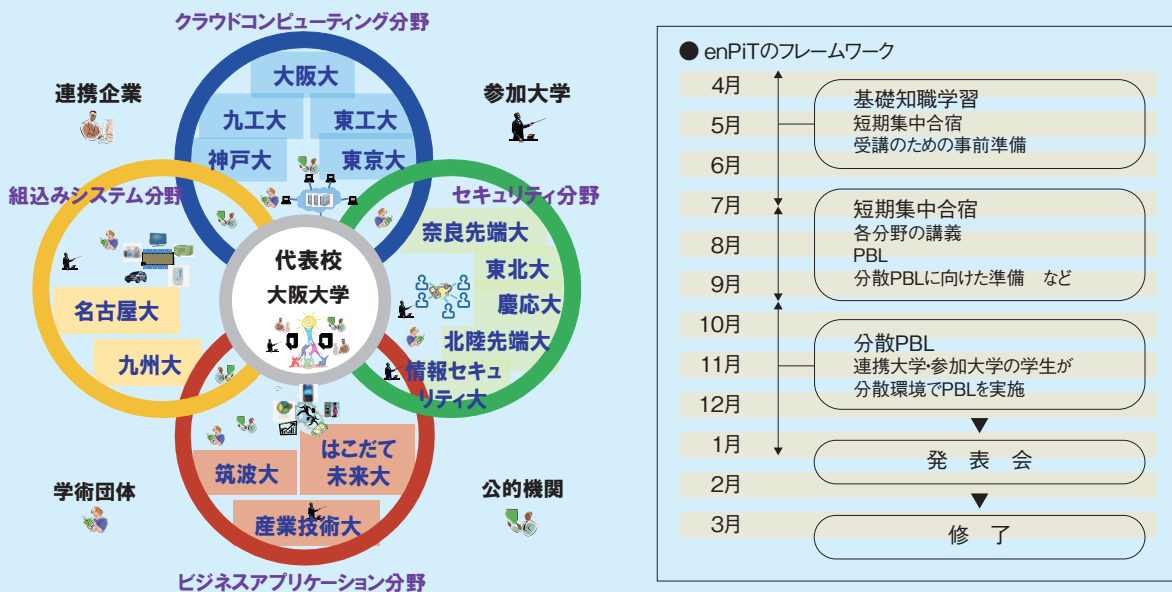 クラウドコンピューティング分野
大阪大
九工大
東工大
神戸大
東京大
連携企業
参加大学
組込みシステム分野
名古屋大
九州大
セキュリティ分野
奈良先端大
東北大
慶応大
北陸先端大
情報セキュ
リティ大
代表校
大阪大学
筑波大
はこだて
未来大
産業技術大
学術団体
公的機関
ビジネスアプリケーション分野
● enPiTのフレームワーク
4月
5月
6月
7月
8月
9月
10月
11月
12月
1月
2月
3月
基礎知識学習
短期集中合宿
受講のための事前準備
短期集中合宿
各分野の講義
PBL
分散PBLに向けた準備 など
分散PBL
連携大学・参加大学の学生が
分散環境でPBLを実施
発 表 会
修 了